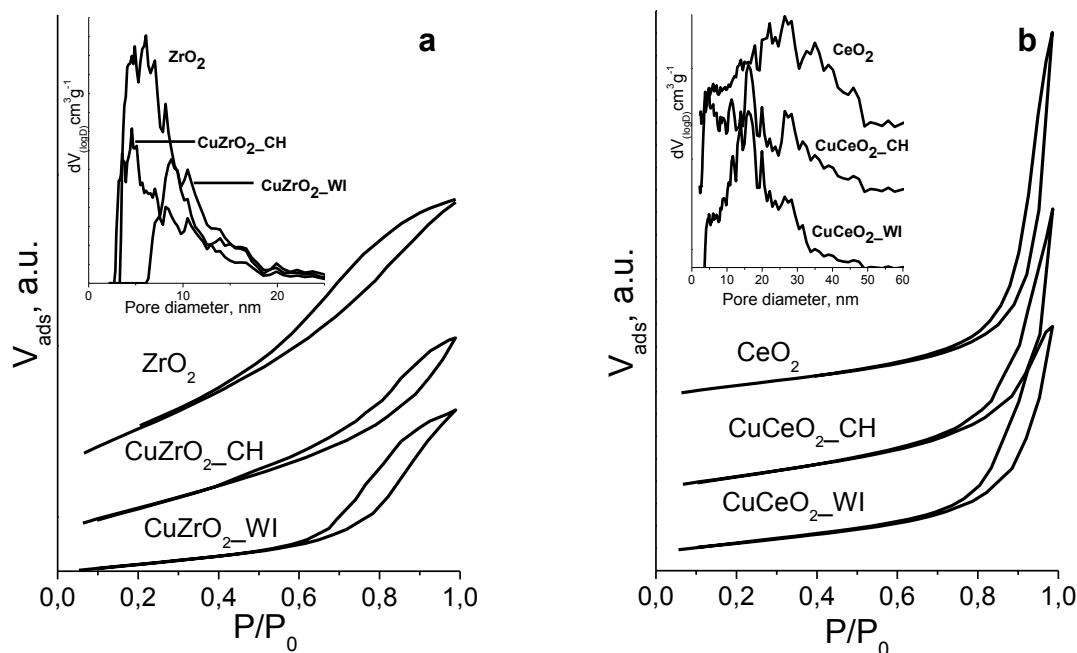 a
ZrO₂
CuZrO₂_CH
CuZrO₂_WI
dV(logD)cm³g⁻¹
0 10 20
Pore diameter, nm
V_ads, a.u.
ZrO₂
CuZrO₂_CH
CuZrO₂_WI
0,0 0,2 0,4 0,6 0,8 1,0
P/P₀
b
CeO₂
CuCeO₂_CH
CuCeO₂_WI
dV(logD)cm³g⁻¹
0 10 20 30 40 50 60
Pore diameter, nm
V_ads, a.u.
CeO₂
CuCeO₂_CH
CuCeO₂_WI
0,0 0,2 0,4 0,6 0,8 1,0
P/P₀